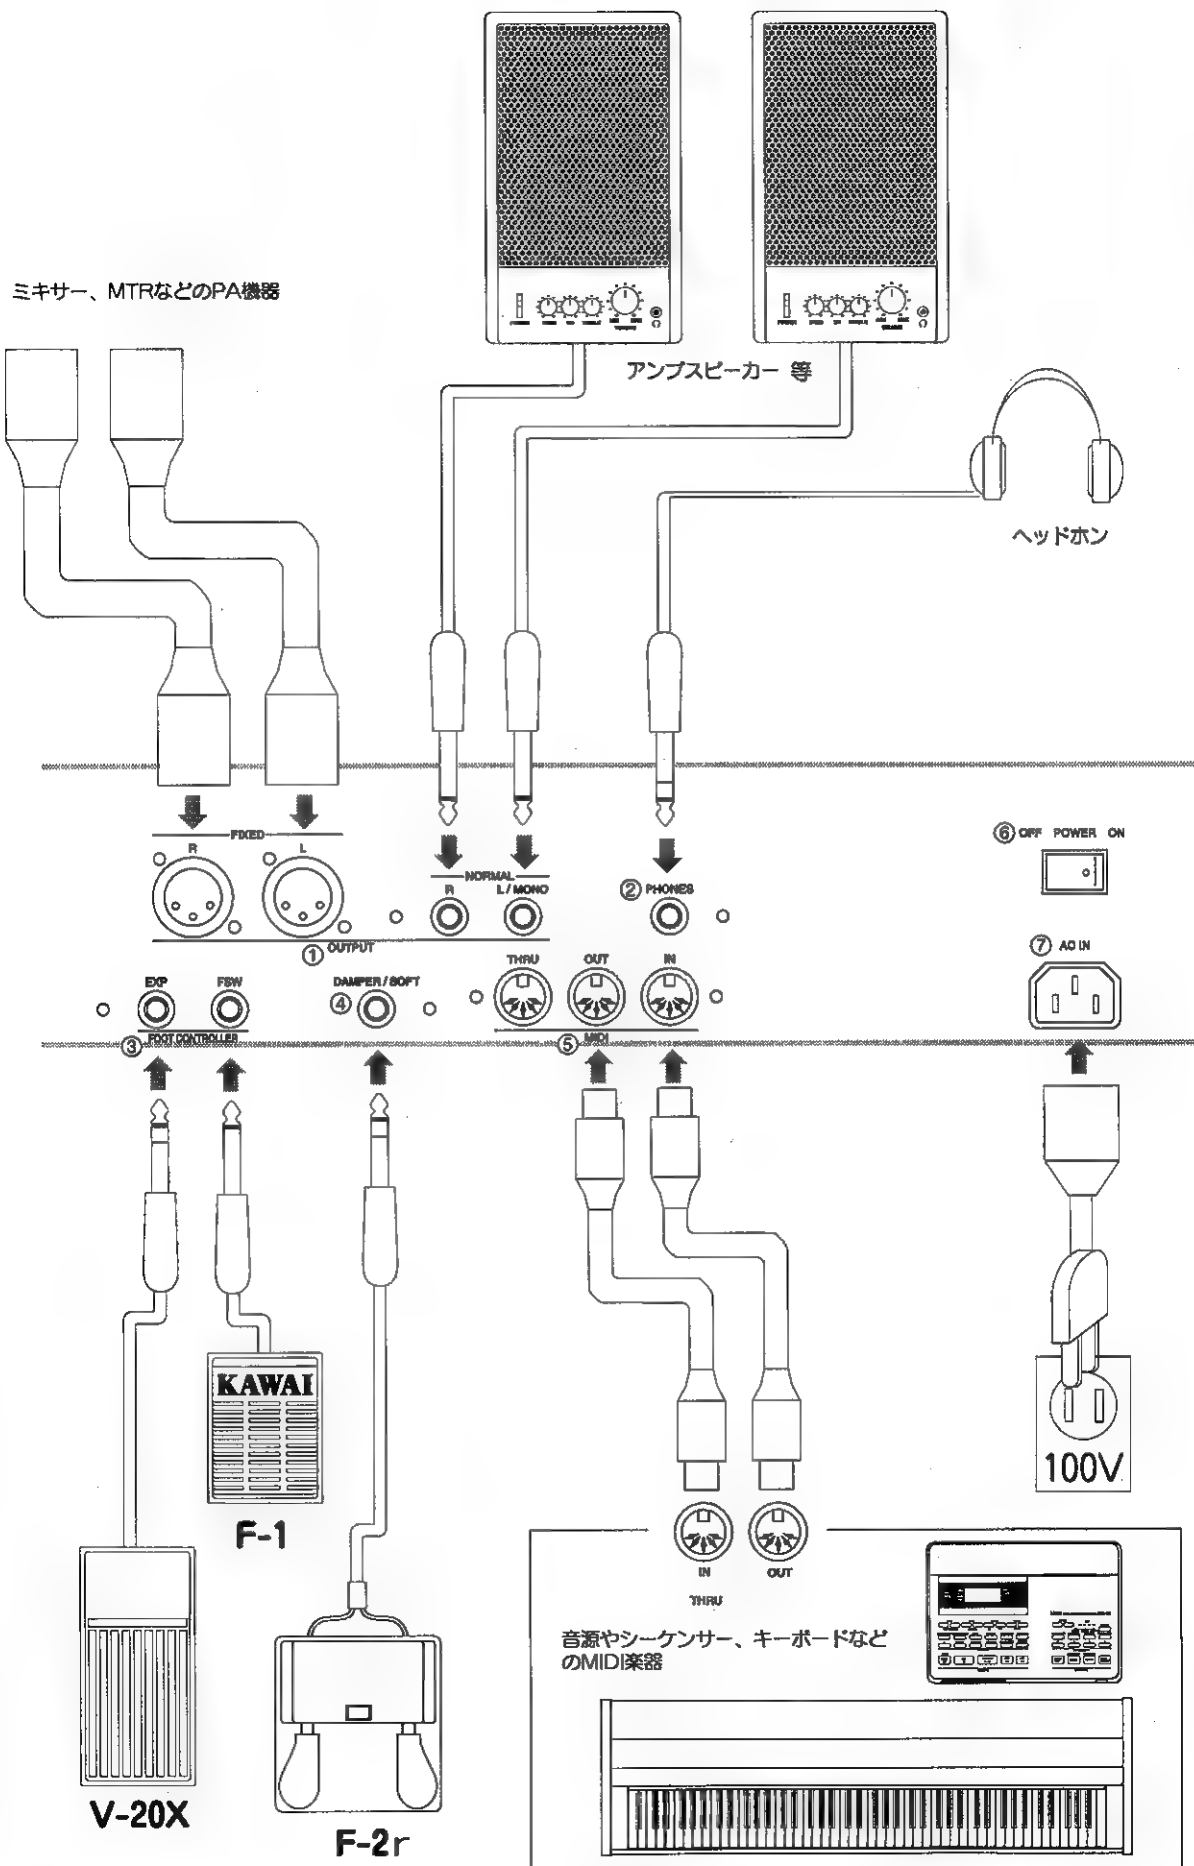 ミキサー、MTRなどのPA機器
アンプスピーカー 等
ヘッドホン
FIXED
R
L
NORMAL
R
L / MONO
② PHONES
⑥ OFF POWER ON
① OUTPUT
⑦ AC IN
EXP
FSW
④ DAMPER / SOFT
THRU
OUT
IN
③ FOOT CONTROLLER
⑤ MIDI
KAWAI
F-1
100V
IN
OUT
THRU
音源やシーケンサー、キーボードなど
のMIDI楽器
V-20X
F-2r